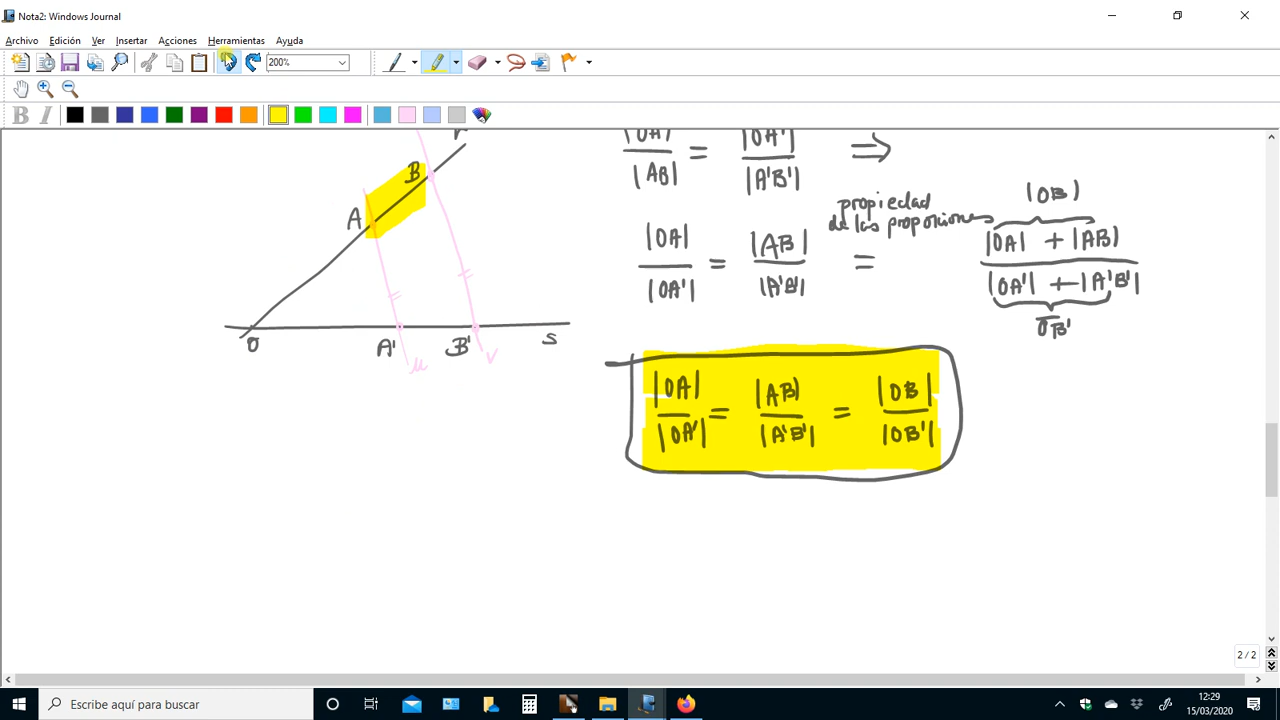 Nota2: Windows Journal
Archivo Edición Ver Insertar Acciones Herramientas Ayuda
200%
B I
r
B
A
O A' B' S
u v
|OA| / |AB| = |OA'| / |A'B'| ⇒
|OA| / |OA'| = |AB| / |A'B'| =
propiedad
de las proporciones
|OB|
|OA| + |AB| / |OA'| + |A'B'|
OB'
|OA| / |OA'| = |AB| / |A'B'| = |OB| / |OB'|
2 / 2
Escribe aquí para buscar
12:29
15/03/2020